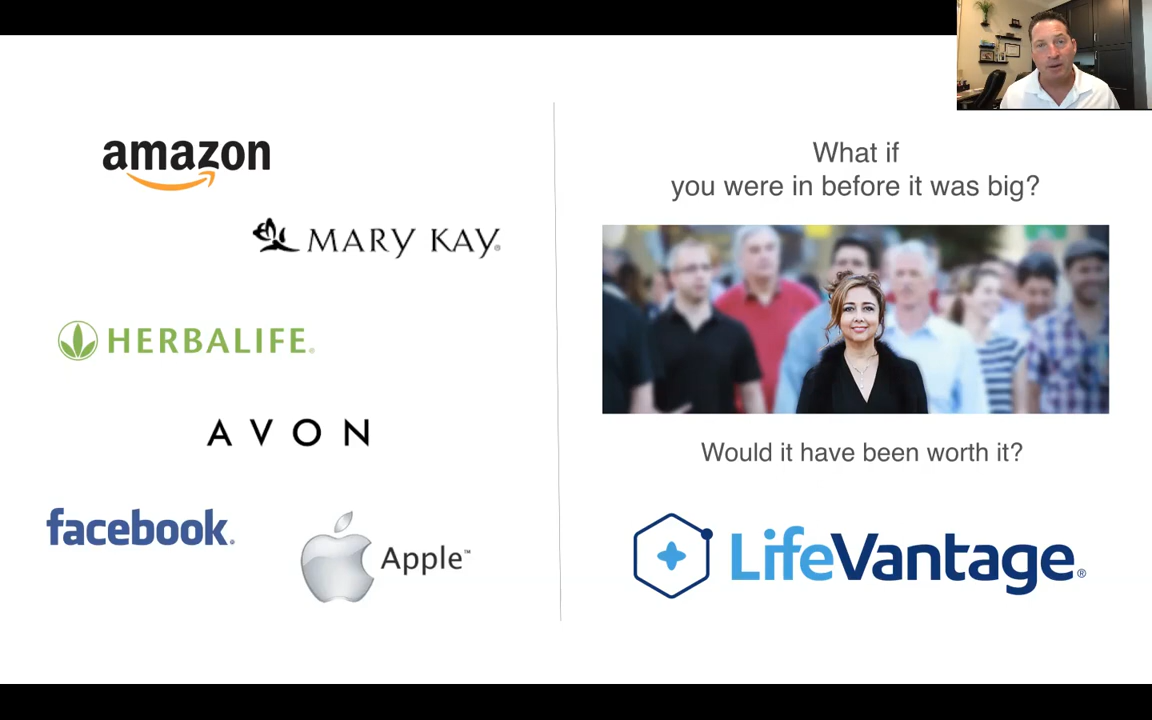 amazon
MARY KAY®
HERBALIFE®
AVON
facebook®
Apple™
What if
you were in before it was big?
Would it have been worth it?
LifeVantage®